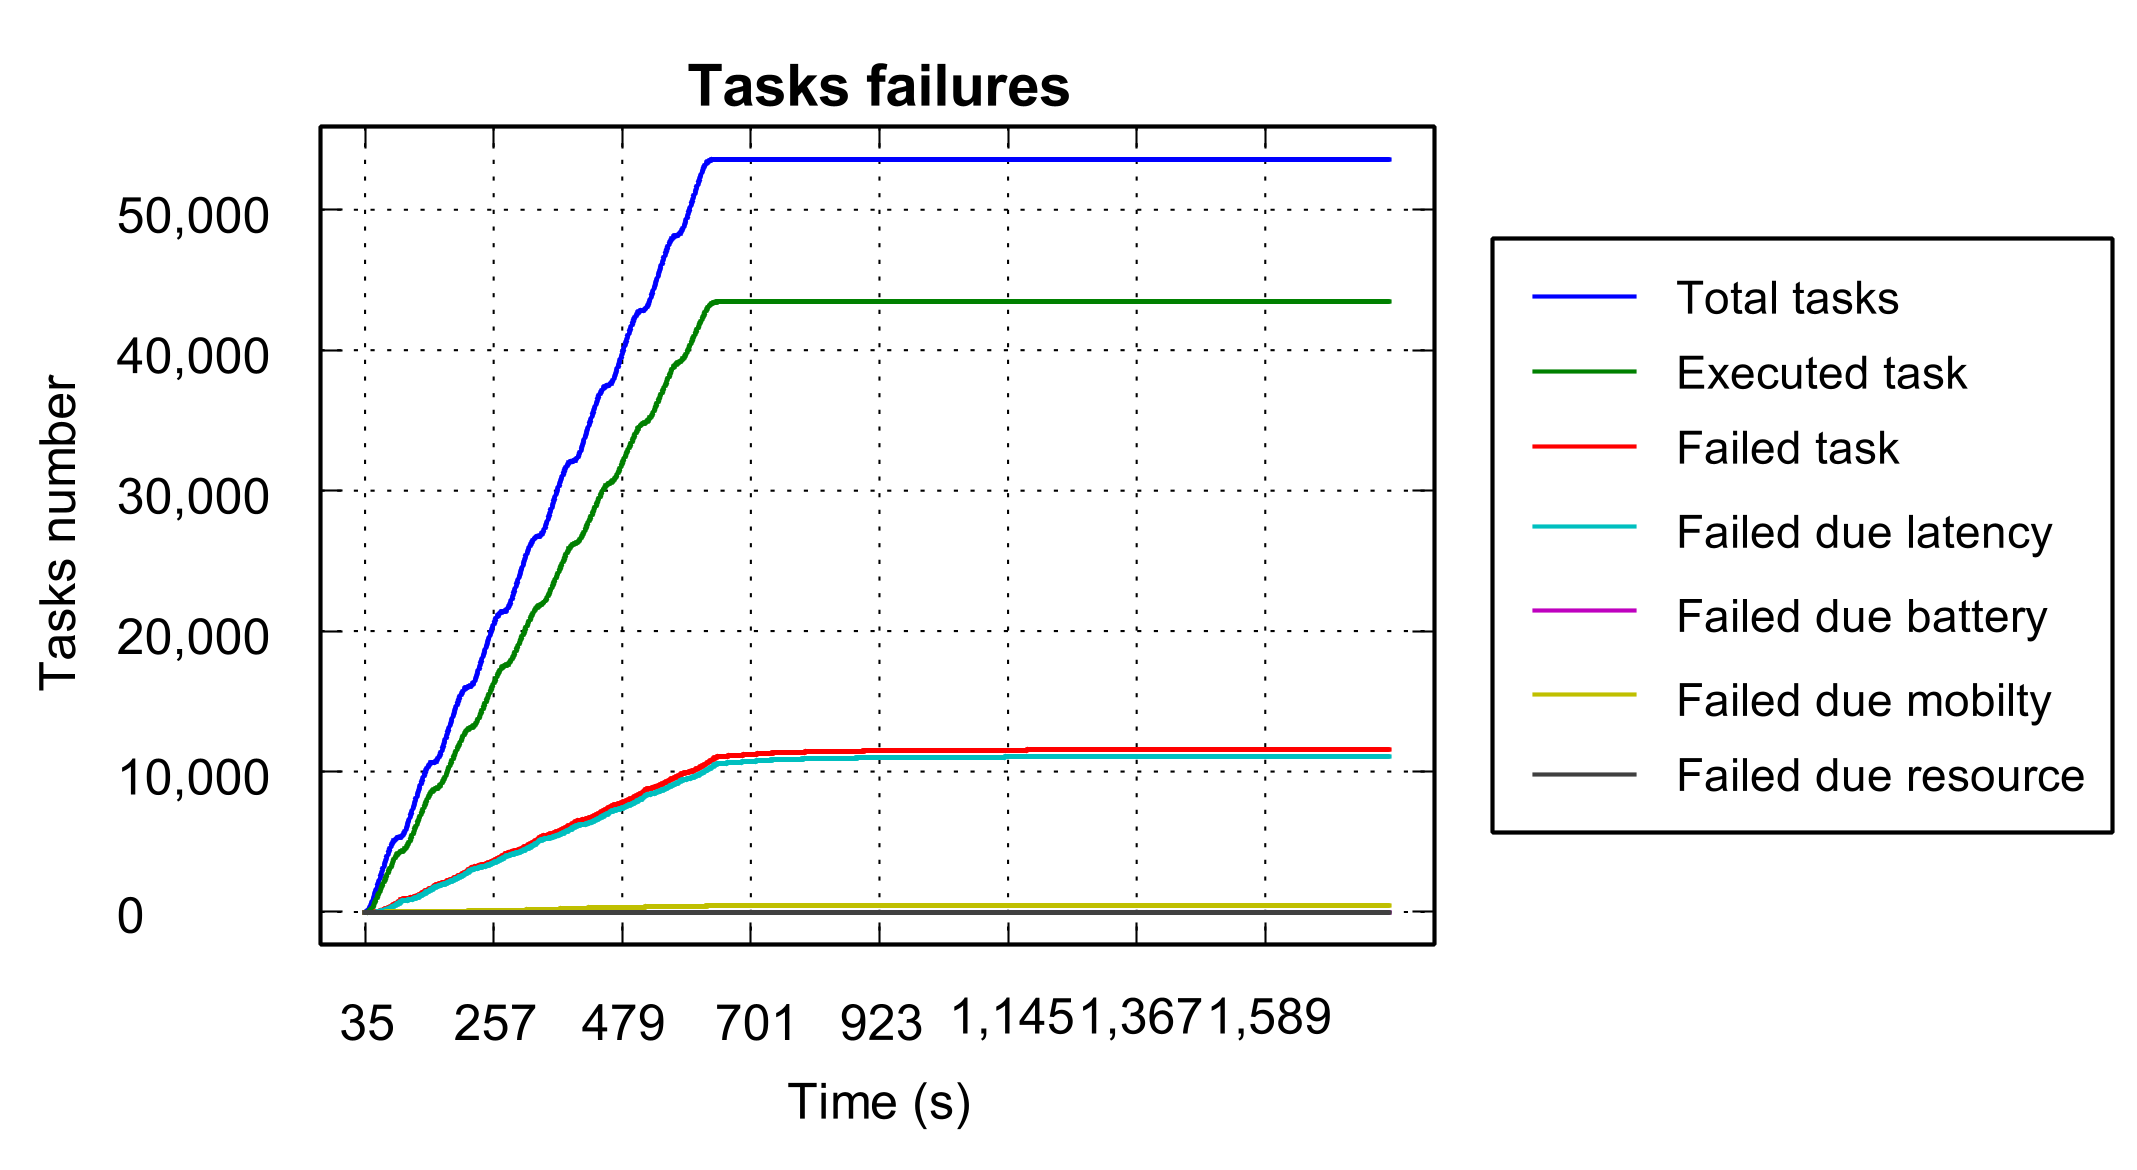 Tasks failures
50,000
40,000
30,000
20,000
10,000
0
Tasks number
35 257 479 701 923 1,145 1,367 1,589
Time (s)
Total tasks
Executed task
Failed task
Failed due latency
Failed due battery
Failed due mobilty
Failed due resource